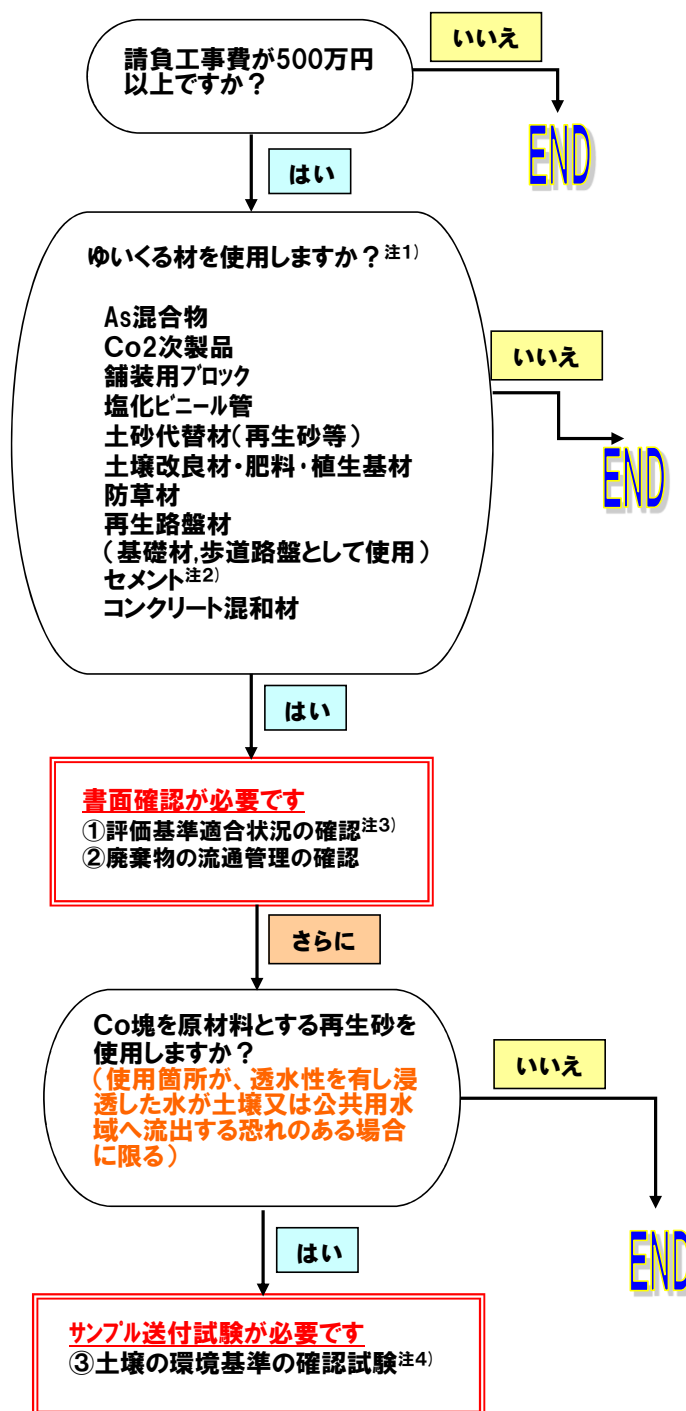 請負工事費が500万円
以上ですか？
いいえ
END
はい
ゆいくる材を使用しますか？注1)
As混合物
Co2次製品
舗装用ﾌﾞﾛｯｸ
塩化ﾋﾞﾆｰﾙ管
土砂代替材（再生砂等）
土壌改良材・肥料・植生基材
防草材
再生路盤材
（基礎材,歩道路盤として使用）
セメント注2)
コンクリート混和材
いいえ
END
はい
書面確認が必要です
①評価基準適合状況の確認注3)
②廃棄物の流通管理の確認
さらに
Co塊を原材料とする再生砂を
使用しますか？
（使用箇所が、透水性を有し浸
透した水が土壌又は公共用水
域へ流出する恐れのある場合
に限る）
いいえ
END
はい
ｻﾝﾌﾟﾙ送付試験が必要です
③土壌の環境基準の確認試験注4)